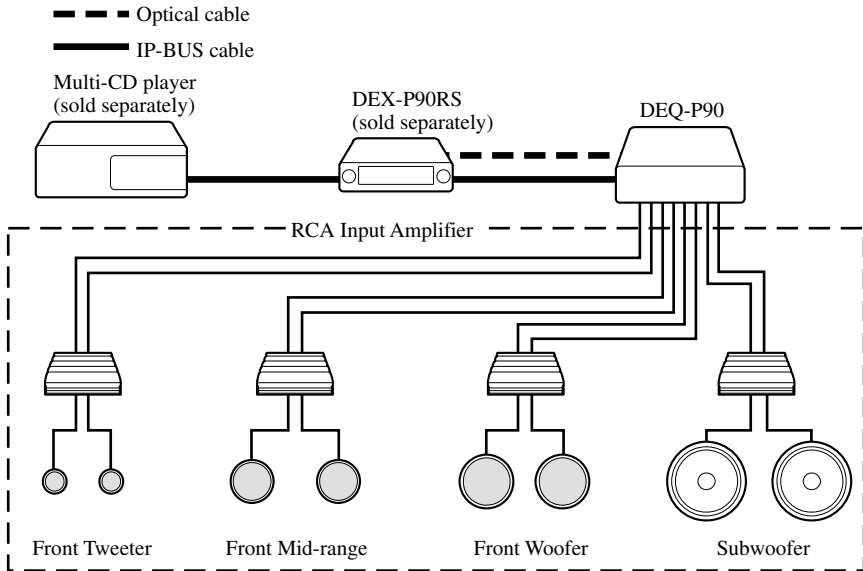 Optical cable
IP-BUS cable
Multi-CD player
(sold separately)
DEX-P90RS
(sold separately)
DEQ-P90
RCA Input Amplifier
Front Tweeter
Front Mid-range
Front Woofer
Subwoofer